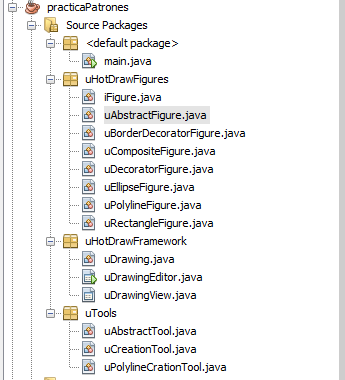 practicaPatrones
Source Packages
<default package>
main.java
uHotDrawFigures
iFigure.java
uAbstractFigure.java
uBorderDecoratorFigure.java
uCompositeFigure.java
uDecoratorFigure.java
uEllipseFigure.java
uPolylineFigure.java
uRectangleFigure.java
uHotDrawFramework
uDrawing.java
uDrawingEditor.java
uDrawingView.java
uTools
uAbstractTool.java
uCreationTool.java
uPolylineCrationTool.java